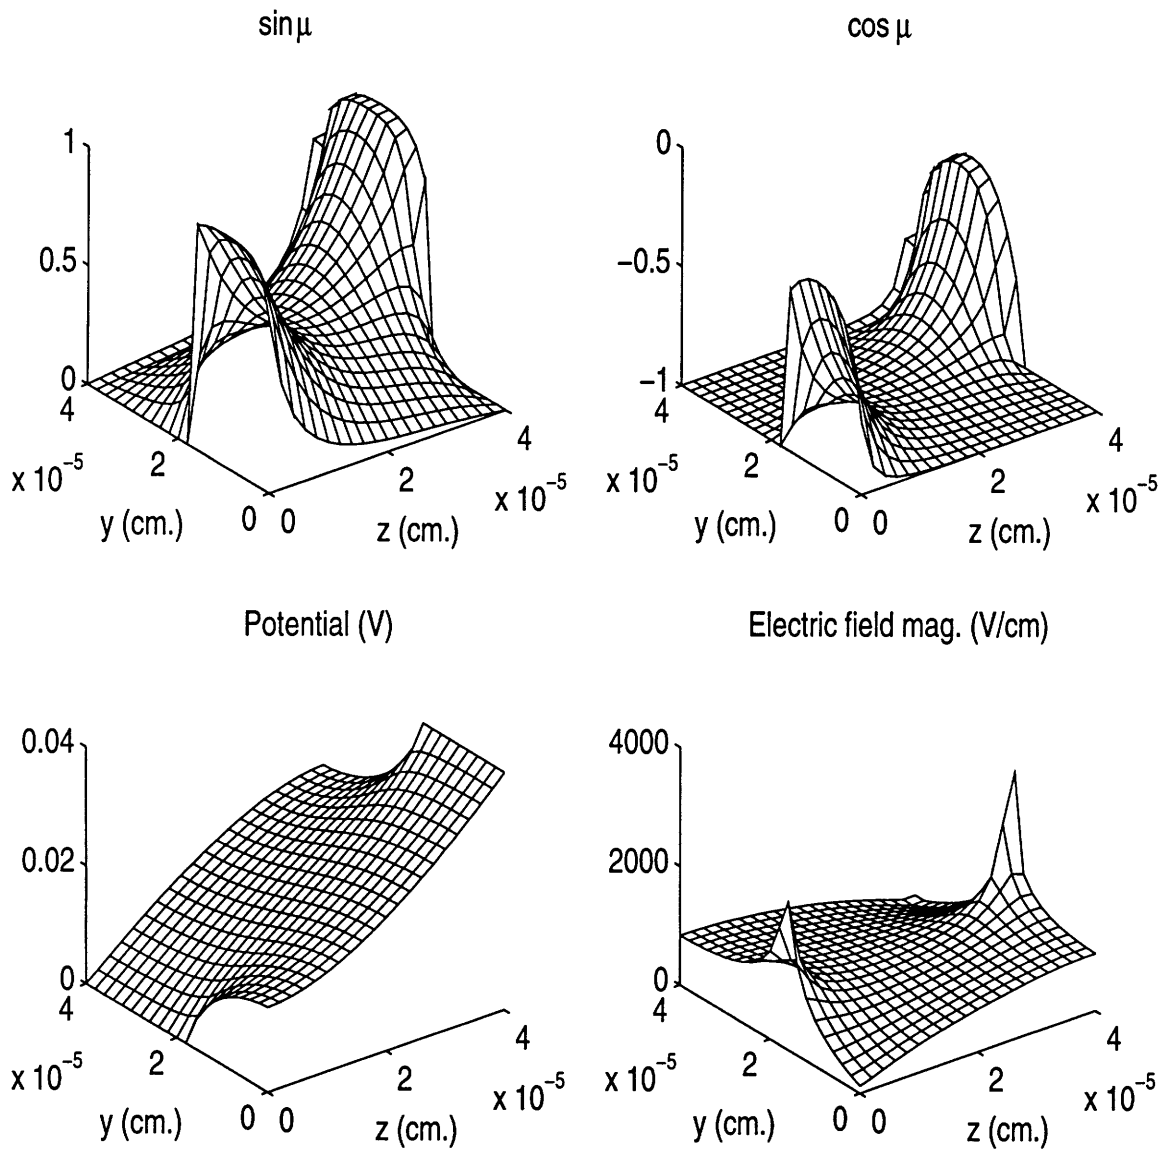 sin μ
cos μ
1
0.5
0
4
2
0
x 10⁻⁵
y (cm.)
0
2
4
x 10⁻⁵
z (cm.)
0
−0.5
−1
4
2
0
x 10⁻⁵
y (cm.)
0
2
4
x 10⁻⁵
z (cm.)
Potential (V)
Electric field mag. (V/cm)
0.04
0.02
0
4
2
0
x 10⁻⁵
y (cm.)
0
2
4
x 10⁻⁵
z (cm.)
4000
2000
0
4
2
0
x 10⁻⁵
y (cm.)
0
2
4
x 10⁻⁵
z (cm.)